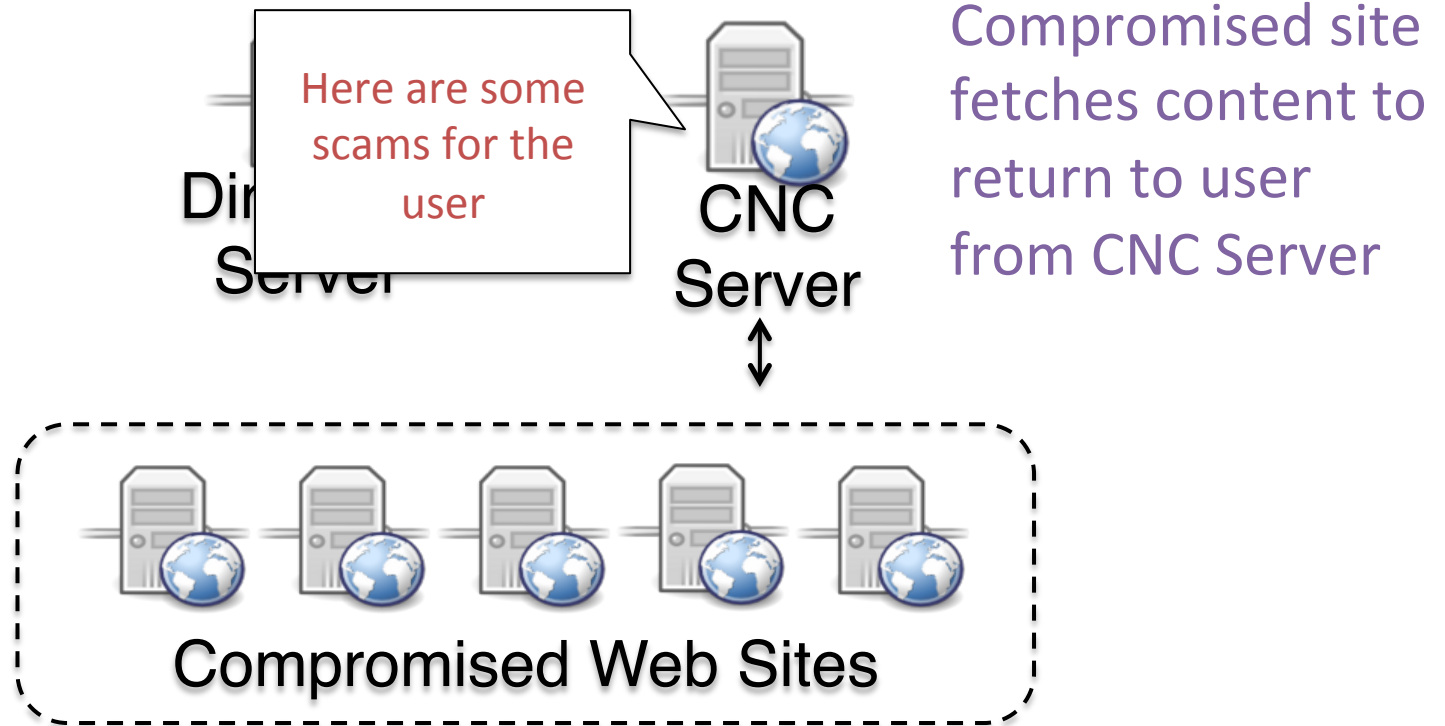 Here are some
scams for the
user
Server
CNC
Server
Compromised site
fetches content to
return to user
from CNC Server
Compromised Web Sites